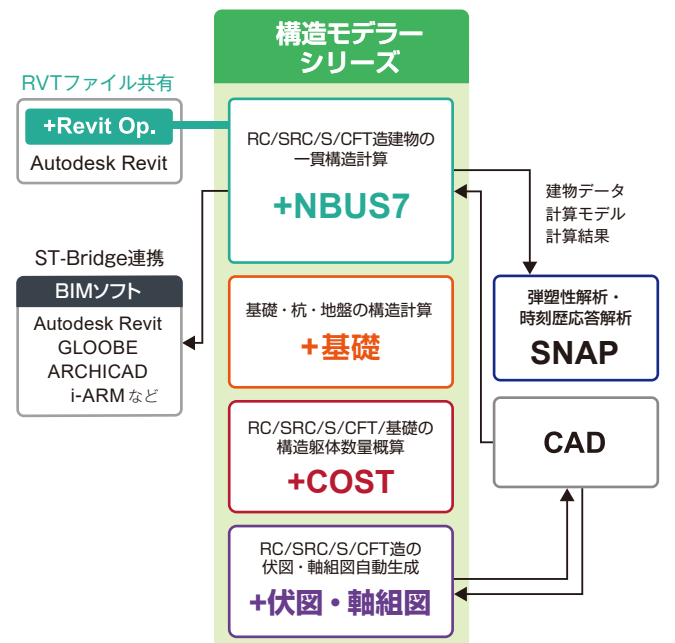 構造モデラー
シリーズ
RVTファイル共有
+Revit Op.
Autodesk Revit
RC/SRC/S/CFT造建物の
一貫構造計算
+NBUS7
建物データ
計算モデル
計算結果
ST-Bridge連携
BIMソフト
Autodesk Revit
GLOOBE
ARCHICAD
i-ARMなど
基礎・杭・地盤の構造計算
+基礎
弾塑性解析・
時刻歴応答解析
SNAP
RC/SRC/S/CFT/基礎の
構造躯体数量概算
+COST
CAD
RC/SRC/S/CFT造の
伏図・軸組図自動生成
+伏図・軸組図